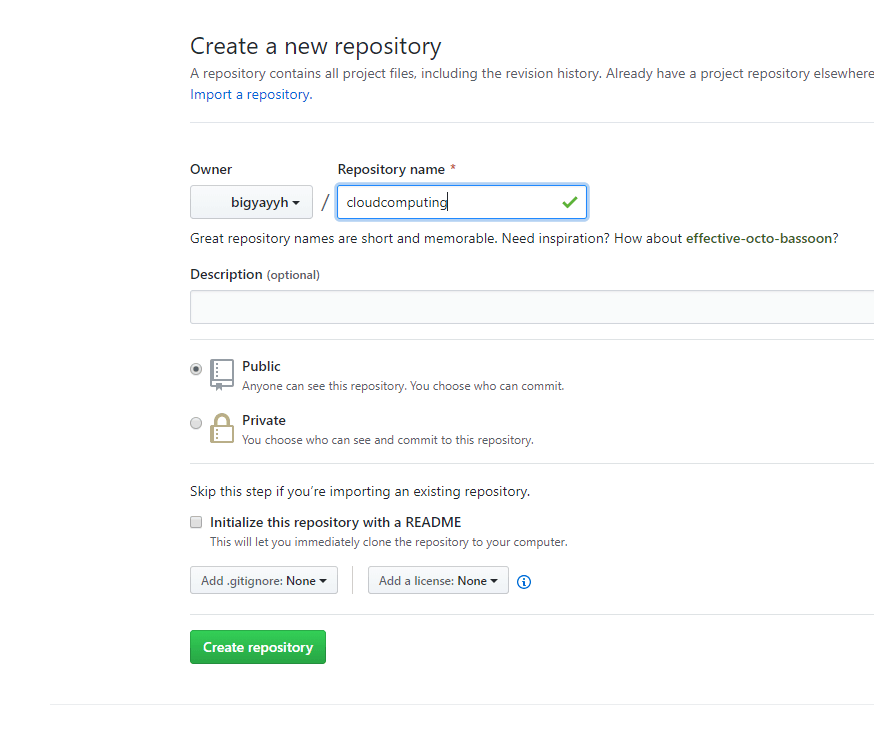 Create a new repository
A repository contains all project files, including the revision history. Already have a project repository elsewhere
Import a repository.
Owner
Repository name *
bigyayyh / cloudcomputing
Great repository names are short and memorable. Need inspiration? How about effective-octo-bassoon?
Description (optional)
Public
Anyone can see this repository. You choose who can commit.
Private
You choose who can see and commit to this repository.
Skip this step if you’re importing an existing repository.
Initialize this repository with a README
This will let you immediately clone the repository to your computer.
Add .gitignore: None
Add a license: None
Create repository